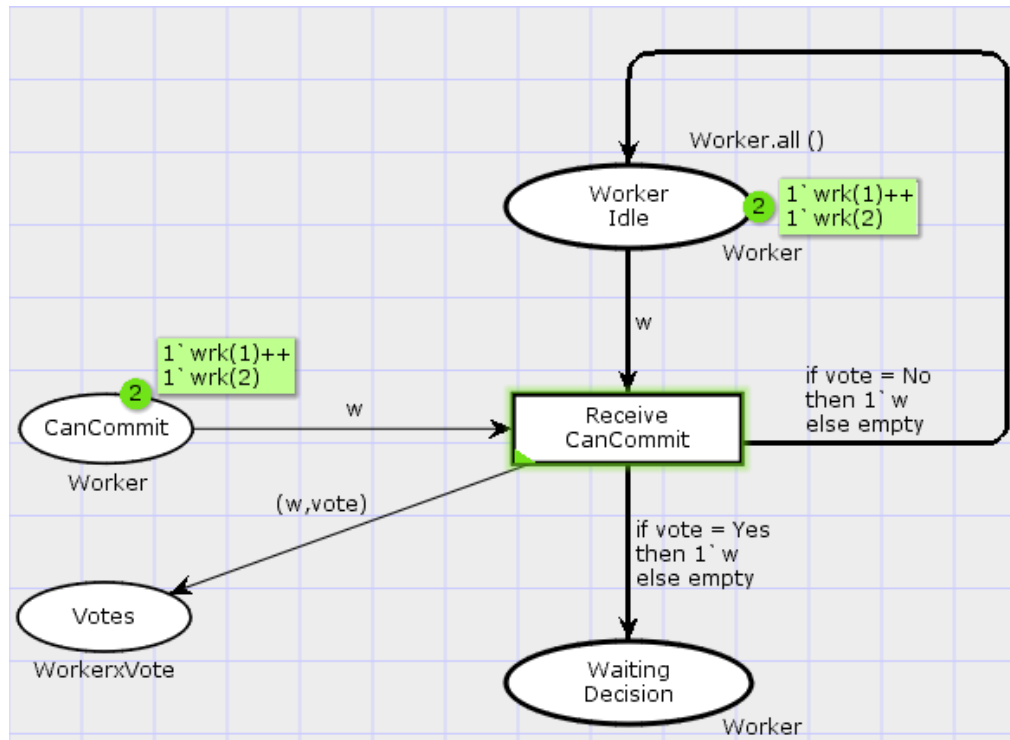 Worker.all ()
Worker
Idle
2
1`wrk(1)++
1`wrk(2)
Worker
w
1`wrk(1)++
1`wrk(2)
2
CanCommit
Worker
w
Receive
CanCommit
if vote = No
then 1`w
else empty
(w,vote)
if vote = Yes
then 1`w
else empty
Votes
WorkerxVote
Waiting
Decision
Worker